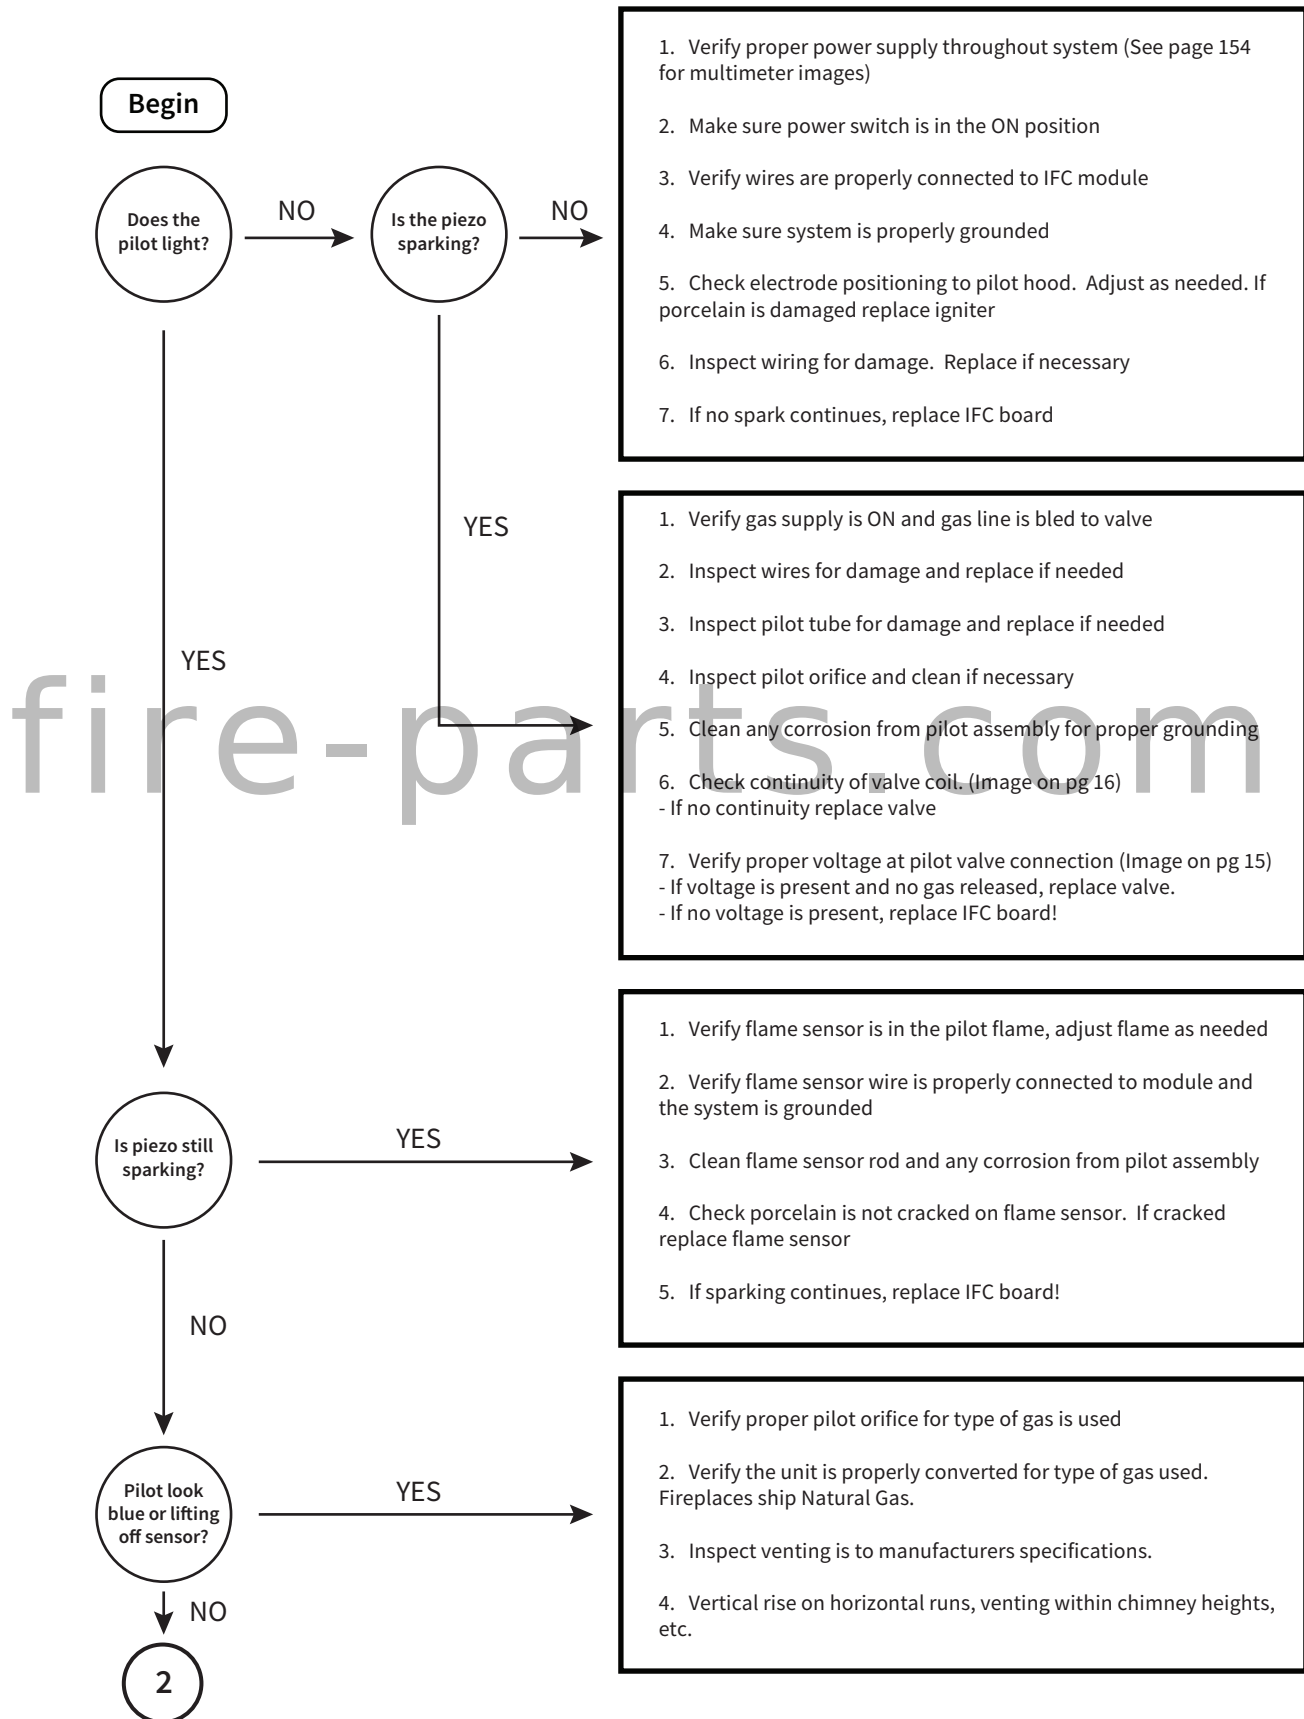 Begin
Does the
pilot light?
NO
Is the piezo
sparking?
NO
1. Verify proper power supply throughout system (See page 154
for multimeter images)
2. Make sure power switch is in the ON position
3. Verify wires are properly connected to IFC module
4. Make sure system is properly grounded
5. Check electrode positioning to pilot hood. Adjust as needed. If
porcelain is damaged replace igniter
6. Inspect wiring for damage. Replace if necessary
7. If no spark continues, replace IFC board
YES
1. Verify gas supply is ON and gas line is bled to valve
2. Inspect wires for damage and replace if needed
3. Inspect pilot tube for damage and replace if needed
4. Inspect pilot orifice and clean if necessary
5. Clean any corrosion from pilot assembly for proper grounding
6. Check continuity of valve coil. (Image on pg 16)
- If no continuity replace valve
7. Verify proper voltage at pilot valve connection (Image on pg 15)
- If voltage is present and no gas released, replace valve.
- If no voltage is present, replace IFC board!
YES
fire-parts.com
Is piezo still
sparking?
YES
1. Verify flame sensor is in the pilot flame, adjust flame as needed
2. Verify flame sensor wire is properly connected to module and
the system is grounded
3. Clean flame sensor rod and any corrosion from pilot assembly
4. Check porcelain is not cracked on flame sensor. If cracked
replace flame sensor
5. If sparking continues, replace IFC board!
NO
Pilot look
blue or lifting
off sensor?
YES
1. Verify proper pilot orifice for type of gas is used
2. Verify the unit is properly converted for type of gas used.
Fireplaces ship Natural Gas.
3. Inspect venting is to manufacturers specifications.
4. Vertical rise on horizontal runs, venting within chimney heights,
etc.
NO
2